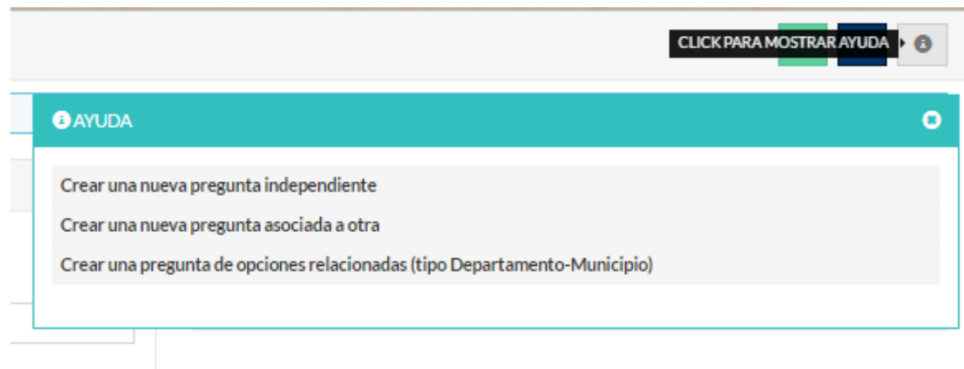 CLICK PARA MOSTRAR AYUDA
AYUDA
Crear una nueva pregunta independiente
Crear una nueva pregunta asociada a otra
Crear una pregunta de opciones relacionadas (tipo Departamento-Municipio)